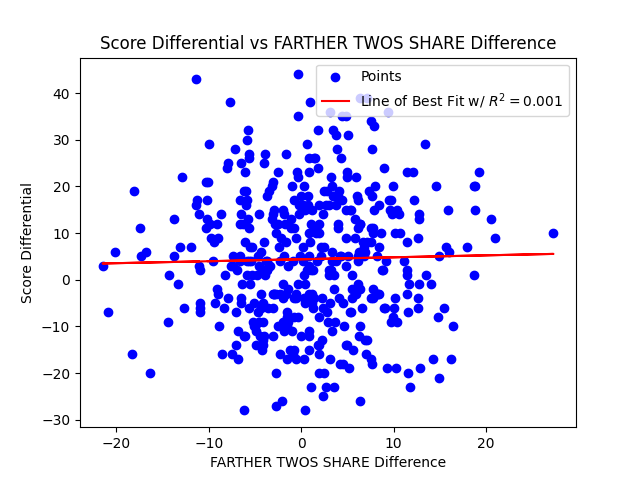 Score Differential vs FARTHER TWOS SHARE Difference
Points
Line of Best Fit w/ R² = 0.001
Score Differential
40
30
20
10
0
−10
−20
−30
−20
−10
0
10
20
FARTHER TWOS SHARE Difference